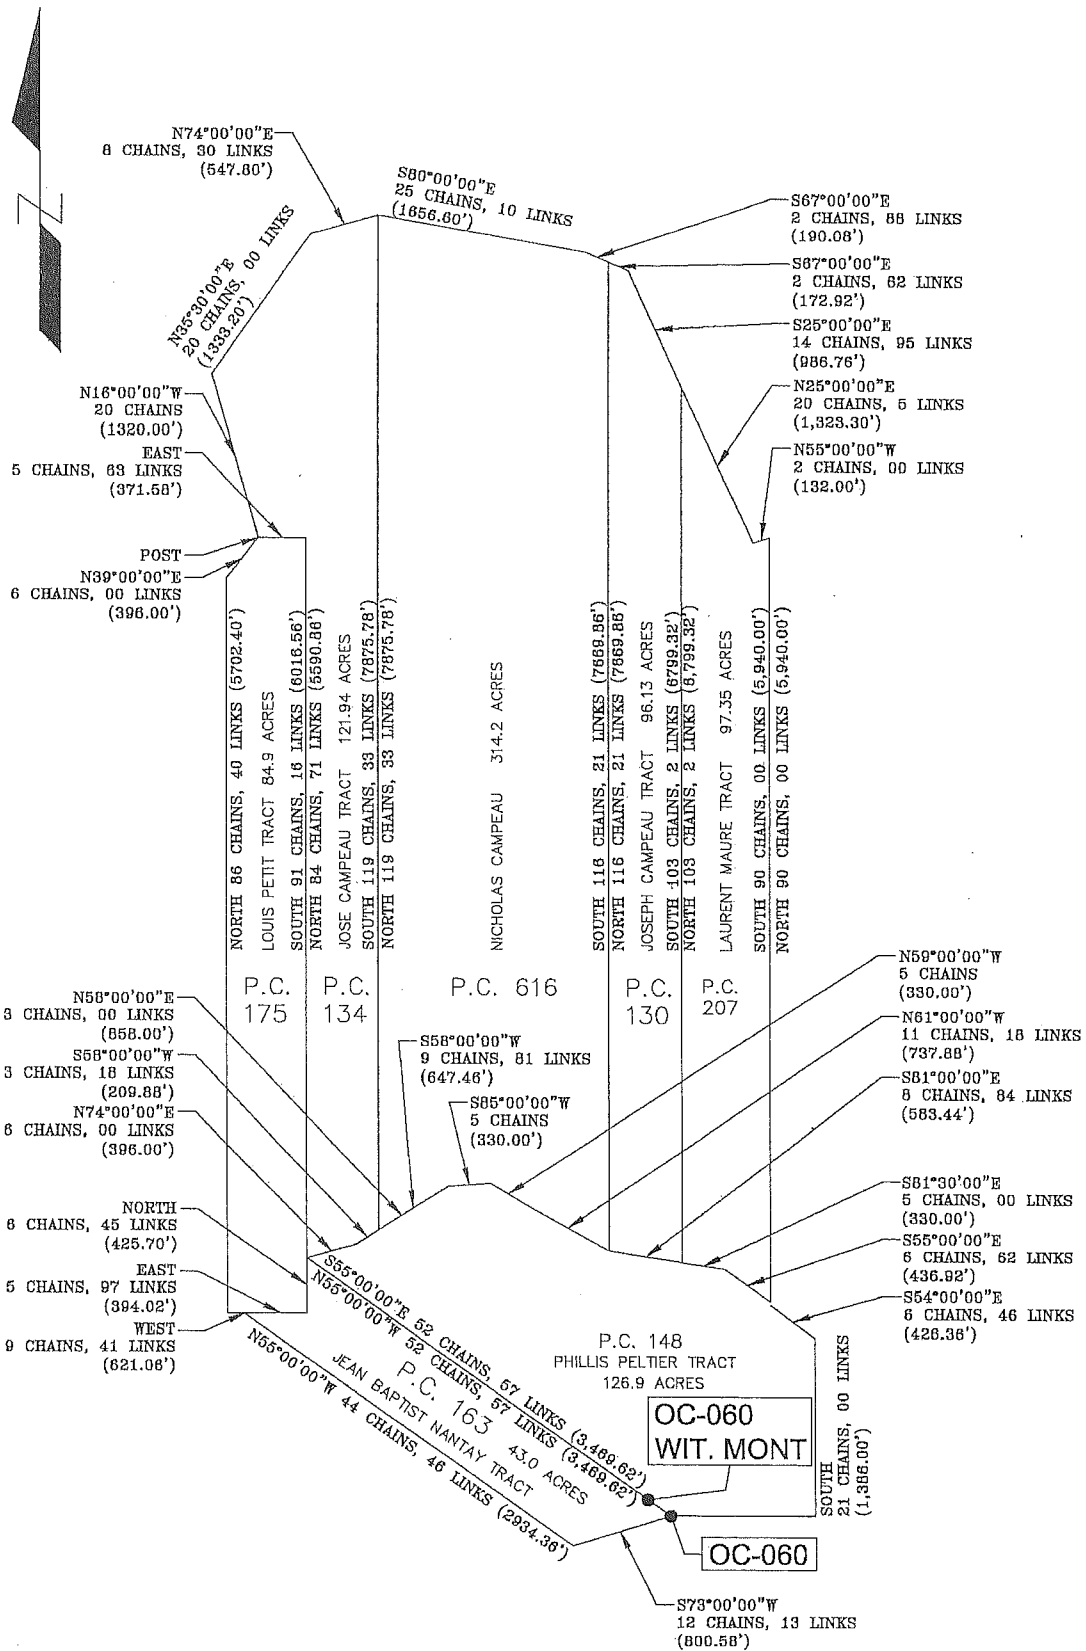 N74°00'00"E
8 CHAINS, 30 LINKS
(547.80')
S80°00'00"E
25 CHAINS, 10 LINKS
(1656.60')
S67°00'00"E
2 CHAINS, 88 LINKS
(190.08')
S67°00'00"E
2 CHAINS, 62 LINKS
(172.92')
S25°00'00"E
14 CHAINS, 95 LINKS
(986.76')
N25°00'00"E
20 CHAINS, 5 LINKS
(1,323.30')
N55°00'00"W
2 CHAINS, 00 LINKS
(132.00')
N35°30'00"E
20 CHAINS, 00 LINKS
(1333.20')
N16°00'00"W
20 CHAINS
(1320.00')
EAST
5 CHAINS, 63 LINKS
(371.58')
POST
N39°00'00"E
6 CHAINS, 00 LINKS
(396.00')
NORTH 86 CHAINS, 40 LINKS (5702.40')
LOUIS PETIT TRACT 84.9 ACRES
SOUTH 91 CHAINS, 16 LINKS (6016.56')
NORTH 84 CHAINS, 71 LINKS (5590.86')
JOSE CAMPEAU TRACT 121.94 ACRES
SOUTH 119 CHAINS, 33 LINKS (7875.78')
NORTH 119 CHAINS, 33 LINKS (7875.78')
NICHOLAS CAMPEAU 314.2 ACRES
SOUTH 116 CHAINS, 21 LINKS (7669.86')
NORTH 116 CHAINS, 21 LINKS (7669.86')
JOSEPH CAMPEAU TRACT 96.13 ACRES
SOUTH 103 CHAINS, 2 LINKS (6799.32')
NORTH 103 CHAINS, 2 LINKS (6,799.32')
LAURENT MAURE TRACT 97.35 ACRES
SOUTH 90 CHAINS, 00 LINKS (5,940.00')
NORTH 90 CHAINS, 00 LINKS (5,940.00')
P.C.
175
P.C.
134
P.C. 616
P.C.
130
P.C.
207
N58°00'00"E
3 CHAINS, 00 LINKS
(858.00')
S58°00'00"W
3 CHAINS, 18 LINKS
(209.88')
N74°00'00"E
6 CHAINS, 00 LINKS
(396.00')
NORTH
6 CHAINS, 45 LINKS
(425.70')
EAST
5 CHAINS, 97 LINKS
(394.02')
WEST
9 CHAINS, 41 LINKS
(621.06')
S58°00'00"W
9 CHAINS, 81 LINKS
(647.46')
S85°00'00"W
5 CHAINS
(330.00')
N59°00'00"W
5 CHAINS
(330.00')
N61°00'00"W
11 CHAINS, 18 LINKS
(737.88')
S81°00'00"E
8 CHAINS, 84 LINKS
(583.44')
S81°30'00"E
5 CHAINS, 00 LINKS
(330.00')
S55°00'00"E
6 CHAINS, 62 LINKS
(436.92')
S54°00'00"E
6 CHAINS, 46 LINKS
(426.36')
S55°00'00"E 52 CHAINS, 57 LINKS (3,469.62')
N55°00'00"W 52 CHAINS, 57 LINKS (3,469.62')
P.C. 163 43.0 ACRES
JEAN BAPTIST NANTAY TRACT
N55°00'00"W 44 CHAINS, 46 LINKS (2934.36')
P.C. 148
PHILLIS PELTIER TRACT
126.9 ACRES
OC-060
WIT. MONT
SOUTH
21 CHAINS, 00 LINKS
(1,386.00')
OC-060
S73°00'00"W
12 CHAINS, 13 LINKS
(800.58')